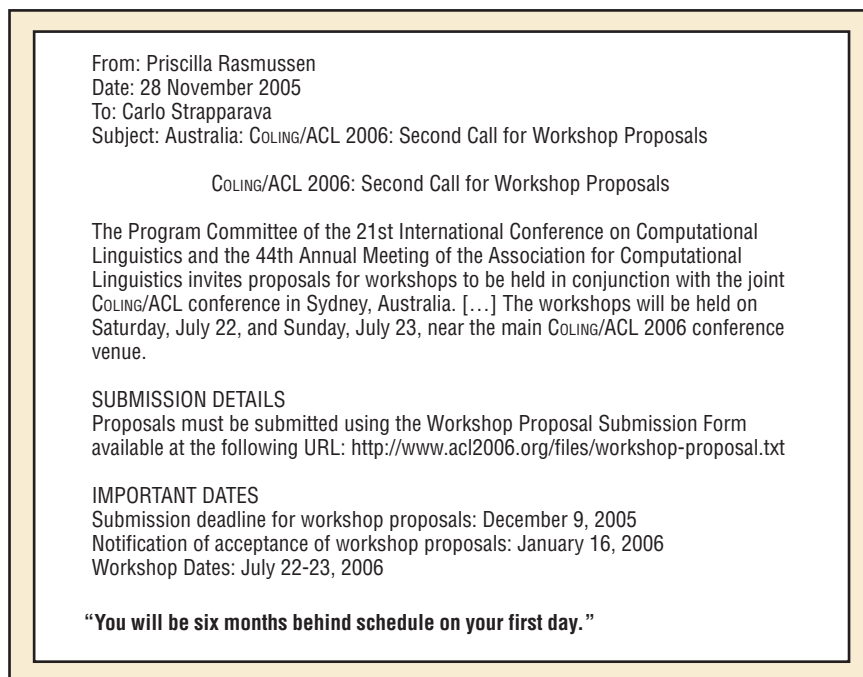 From: Priscilla Rasmussen
Date: 28 November 2005
To: Carlo Strapparava
Subject: Australia: COLING/ACL 2006: Second Call for Workshop Proposals
COLING/ACL 2006: Second Call for Workshop Proposals
The Program Committee of the 21st International Conference on Computational
Linguistics and the 44th Annual Meeting of the Association for Computational
Linguistics invites proposals for workshops to be held in conjunction with the joint
COLING/ACL conference in Sydney, Australia. […] The workshops will be held on
Saturday, July 22, and Sunday, July 23, near the main COLING/ACL 2006 conference
venue.
SUBMISSION DETAILS
Proposals must be submitted using the Workshop Proposal Submission Form
available at the following URL: http://www.acl2006.org/files/workshop-proposal.txt
IMPORTANT DATES
Submission deadline for workshop proposals: December 9, 2005
Notification of acceptance of workshop proposals: January 16, 2006
Workshop Dates: July 22-23, 2006
“You will be six months behind schedule on your first day.”